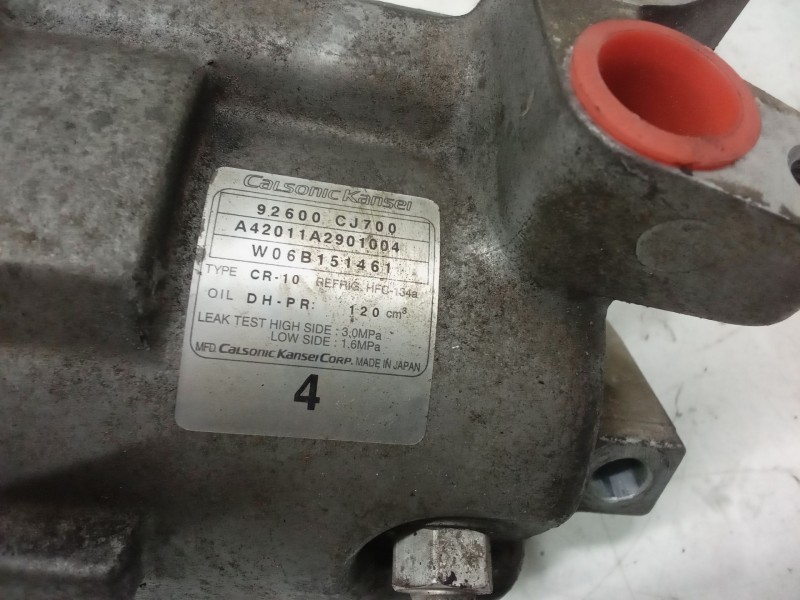 Calsonic Kansei
92600 CJ700
A42011A2901004
W06B151461
TYPE CR-10 REFRIG. HFC-134a
OIL DH-PR: 120 cm³
LEAK TEST HIGH SIDE : 3.0MPa
LOW SIDE : 1.6MPa
MFD. CALSONIC KANSEI CORP. MADE IN JAPAN
4